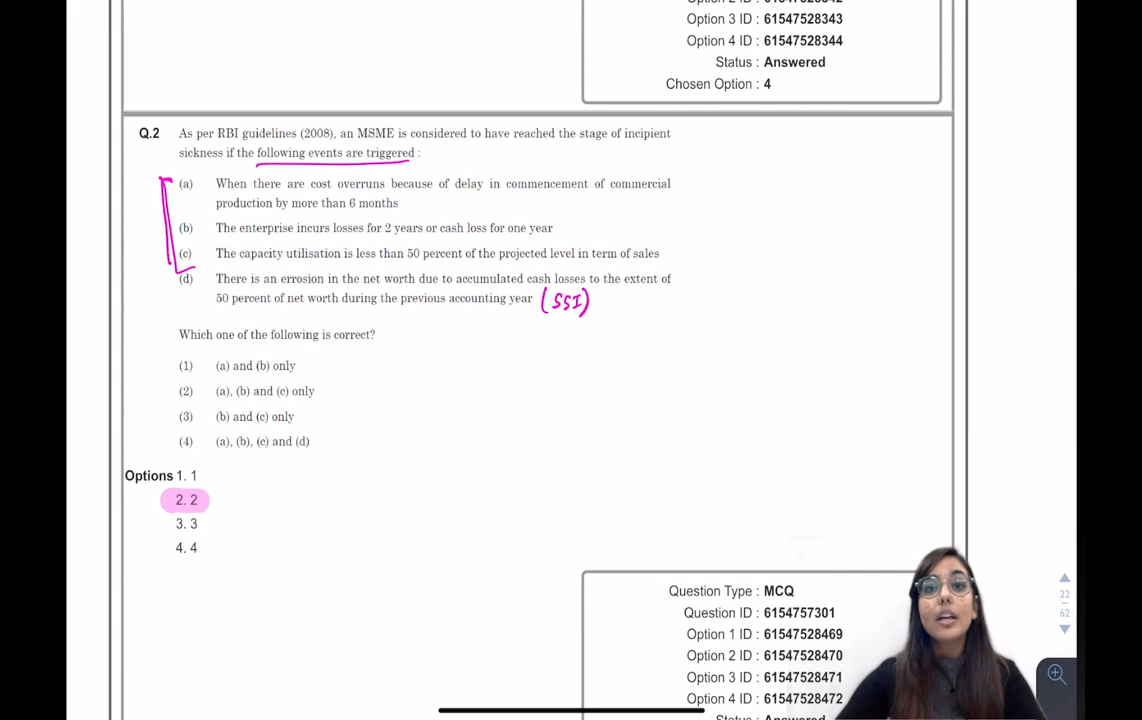 Option 3 ID : 61547528343
Option 4 ID : 61547528344
Status : Answered
Chosen Option : 4
Q.2 As per RBI guidelines (2008), an MSME is considered to have reached the stage of incipient
sickness if the following events are triggered :
(a) When there are cost overruns because of delay in commencement of commercial
production by more than 6 months
(b) The enterprise incurs losses for 2 years or cash loss for one year
(c) The capacity utilisation is less than 50 percent of the projected level in term of sales
(d) There is an errosion in the net worth due to accumulated cash losses to the extent of
50 percent of net worth during the previous accounting year (SSI)
Which one of the following is correct?
(1) (a) and (b) only
(2) (a), (b) and (c) only
(3) (b) and (c) only
(4) (a), (b), (c) and (d)
Options 1. 1
2. 2
3. 3
4. 4
Question Type : MCQ
Question ID : 6154757301
Option 1 ID : 61547528469
Option 2 ID : 61547528470
Option 3 ID : 61547528471
Option 4 ID : 61547528472
22
62